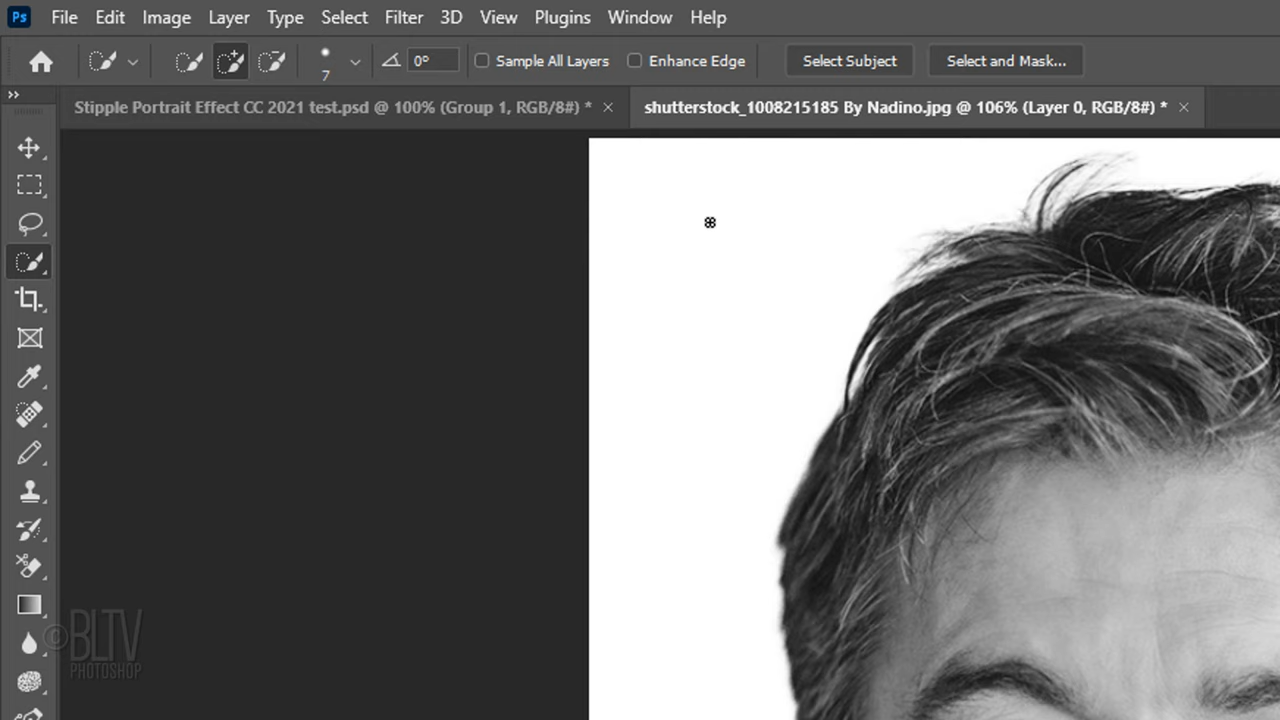 Ps File Edit Image Layer Type Select Filter 3D View Plugins Window Help
7 0° Sample All Layers Enhance Edge Select Subject Select and Mask...
Stipple Portrait Effect CC 2021 test.psd @ 100% (Group 1, RGB/8#) * × shutterstock_1008215185 By Nadino.jpg @ 106% (Layer 0, RGB/8#) * ×
©BLTV
PHOTOSHOP